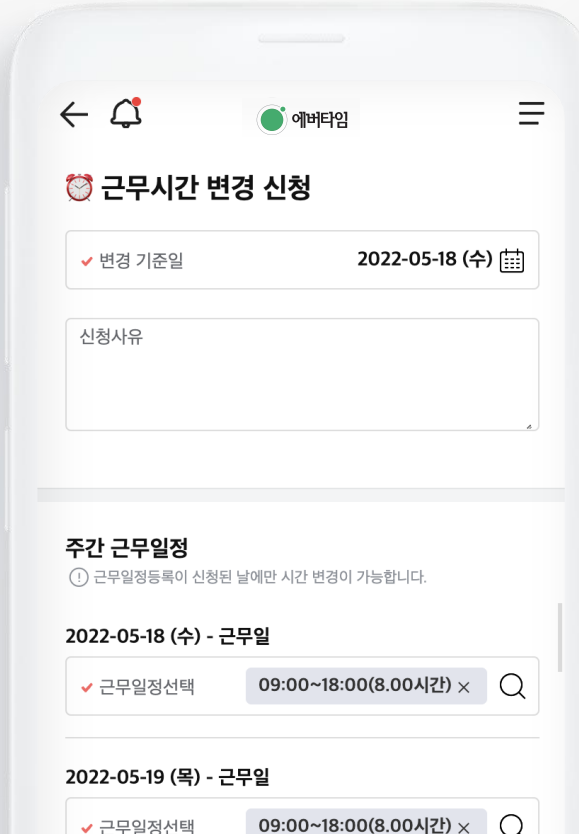 에버타임
근무시간 변경 신청
변경 기준일 2022-05-18 (수)
신청사유
주간 근무일정
근무일정등록이 신청된 날에만 시간 변경이 가능합니다.
2022-05-18 (수) - 근무일
근무일정선택 09:00~18:00(8.00시간) ×
2022-05-19 (목) - 근무일
근무일정선택 09:00~18:00(8.00시간) ×